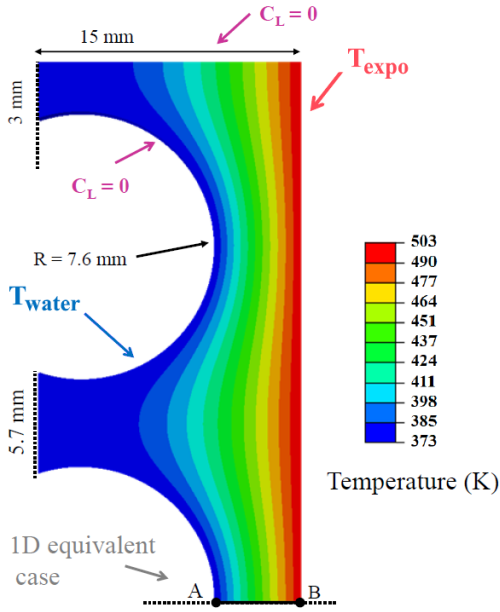 C_L = 0
15 mm
T_expo
3 mm
C_L = 0
R = 7.6 mm
T_water
503
490
477
464
451
437
424
411
398
385
373
Temperature (K)
5.7 mm
1D equivalent
case
A
B